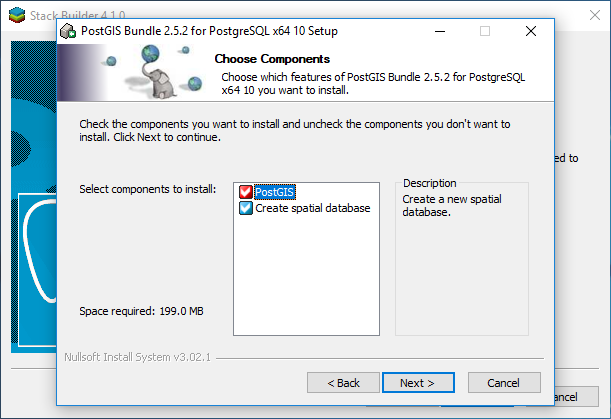 Stack Builder 4.1.0
PostGIS Bundle 2.5.2 for PostgreSQL x64 10 Setup
Choose Components
Choose which features of PostGIS Bundle 2.5.2 for PostgreSQL
x64 10 you want to install.
Check the components you want to install and uncheck the components you don't want to
install. Click Next to continue.
ed to
Select components to install:
PostGIS
Create spatial database
Description
Create a new spatial
database.
Space required: 199.0 MB
Nullsoft Install System v3.02.1
< Back
Next >
Cancel
ancel